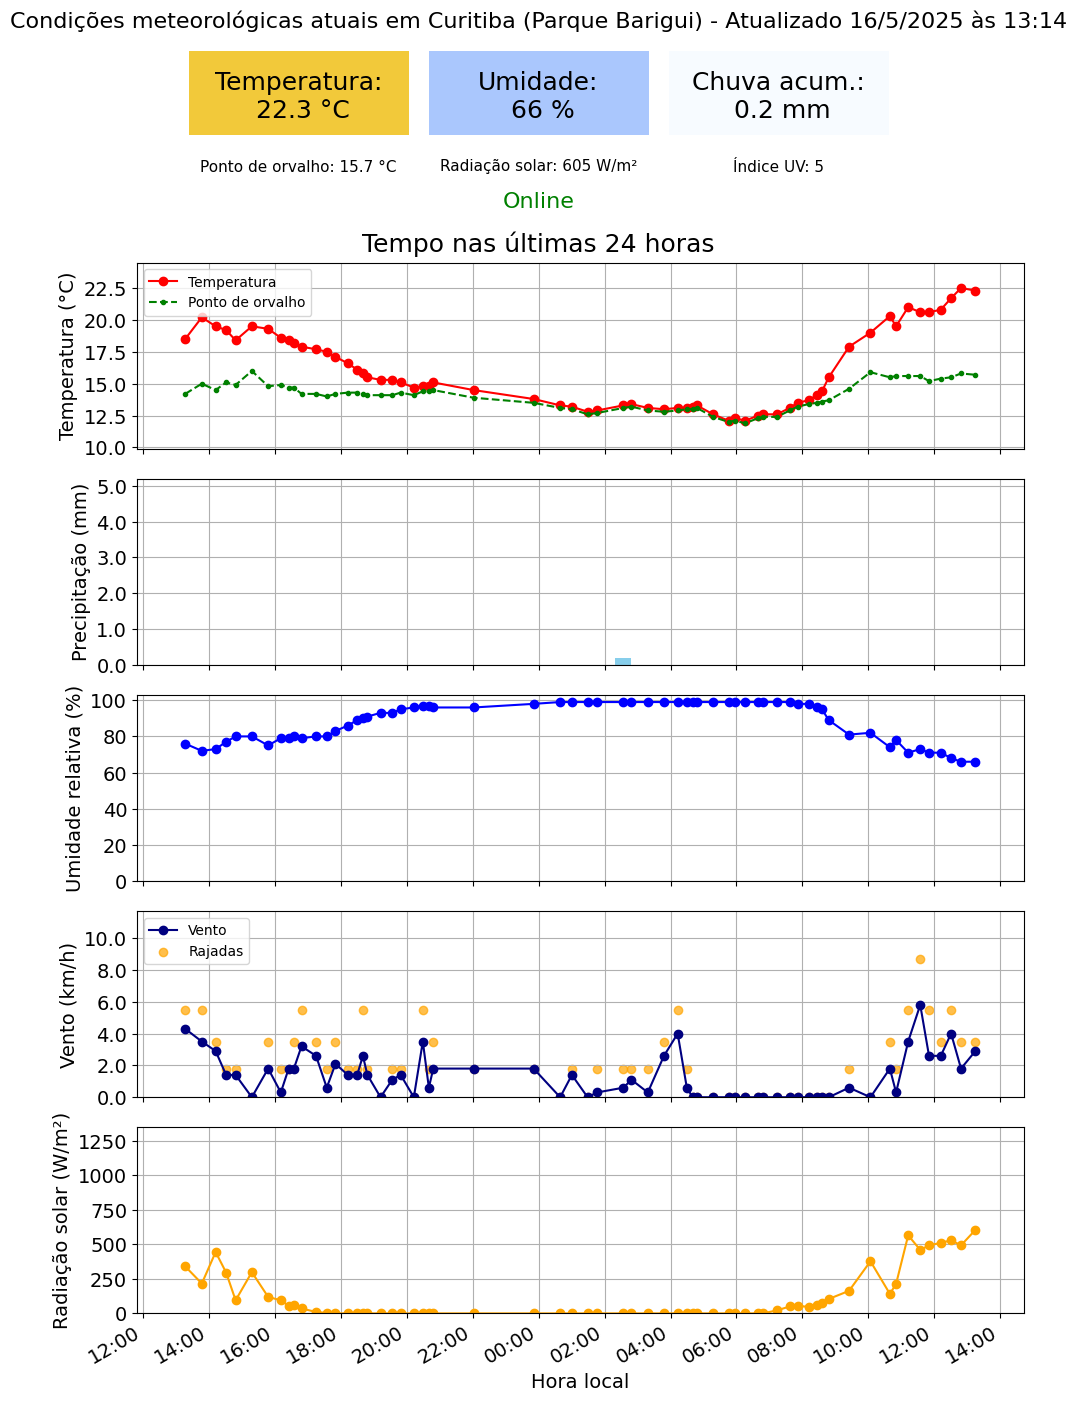 Condições meteorológicas atuais em Curitiba (Parque Barigui) - Atualizado 16/5/2025 às 13:14
Temperatura:
22.3 °C
Umidade:
66 %
Chuva acum.:
0.2 mm
Ponto de orvalho: 15.7 °C
Radiação solar: 605 W/m²
Índice UV: 5
Online
Tempo nas últimas 24 horas
Temperatura (°C)
22.5
20.0
17.5
15.0
12.5
10.0
Temperatura
Ponto de orvalho
Precipitação (mm)
5.0
4.0
3.0
2.0
1.0
0.0
Umidade relativa (%)
100
80
60
40
20
0
Vento (km/h)
10.0
8.0
6.0
4.0
2.0
0.0
Vento
Rajadas
Radiação solar (W/m²)
1250
1000
750
500
250
0
12:00
14:00
16:00
18:00
20:00
22:00
00:00
02:00
04:00
06:00
08:00
10:00
12:00
14:00
Hora local